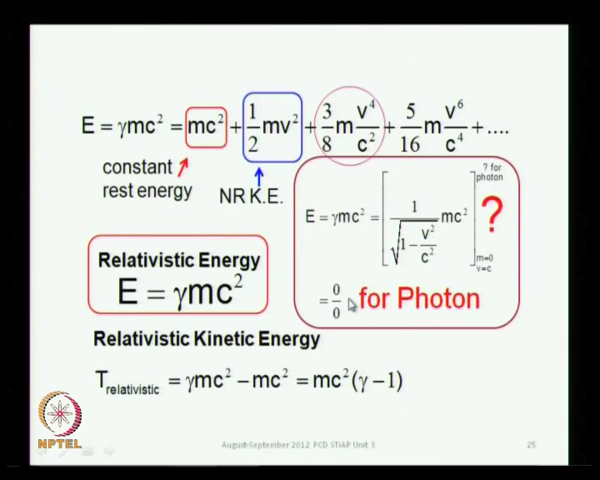 E = γmc² = mc² + 1/2 mv² + 3/8 m v⁴/c² + 5/16 m v⁶/c⁴ + ....
constant
rest energy
NR K.E.
? for
photon
E = γmc² = [ 1/√(1 − v²/c²) mc² ] ?
m=0
v=c
= 0/0 for Photon
Relativistic Energy
E = γmc²
Relativistic Kinetic Energy
T relativistic = γmc² − mc² = mc² (γ − 1)
NPTEL
August-September 2012 PCD STiAP Unit 3
25